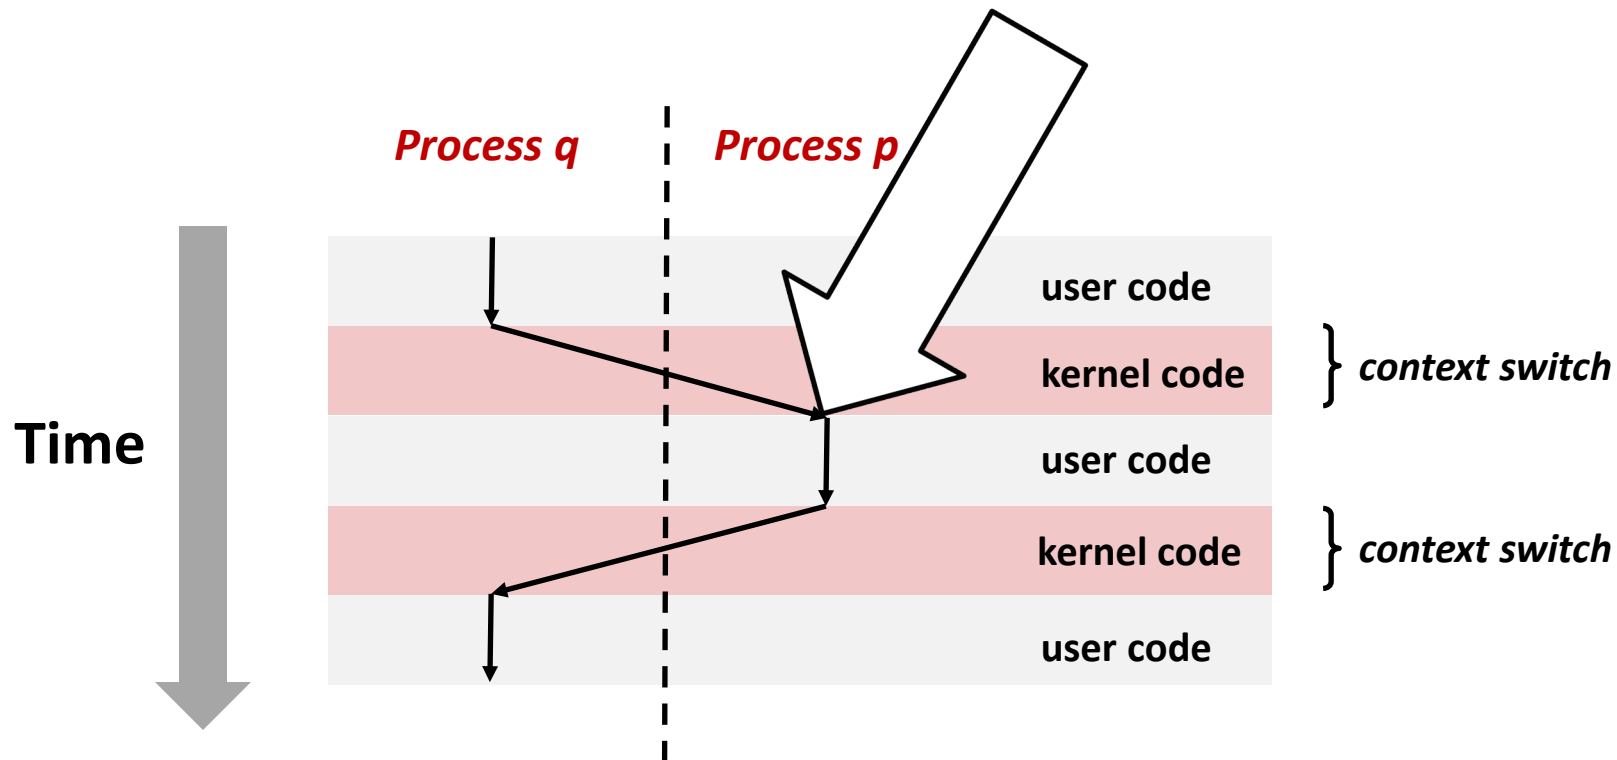 Process q
Process p
user code
kernel code
context switch
Time
user code
kernel code
context switch
user code